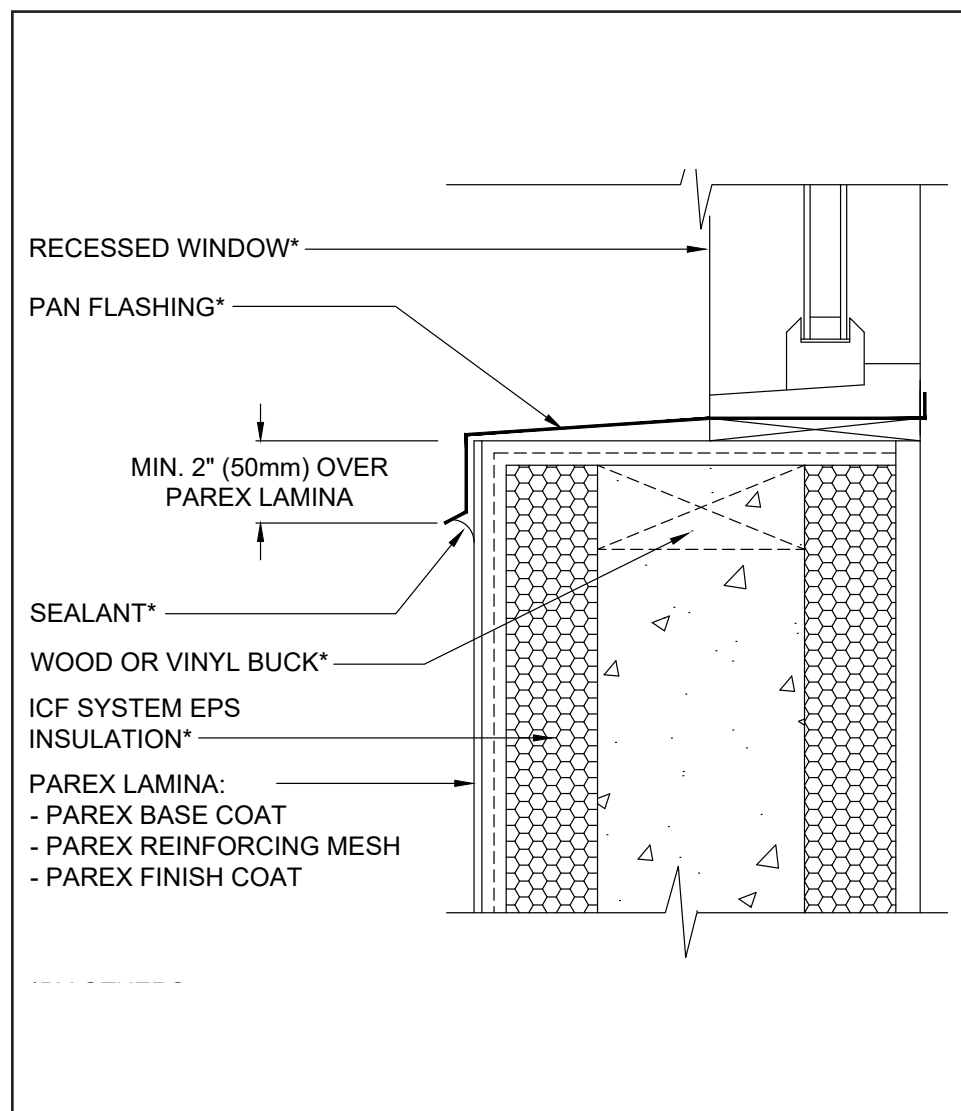 RECESSED WINDOW*
PAN FLASHING*
MIN. 2" (50mm) OVER
PAREX LAMINA
SEALANT*
WOOD OR VINYL BUCK*
ICF SYSTEM EPS
INSULATION*
PAREX LAMINA:
- PAREX BASE COAT
- PAREX REINFORCING MESH
- PAREX FINISH COAT